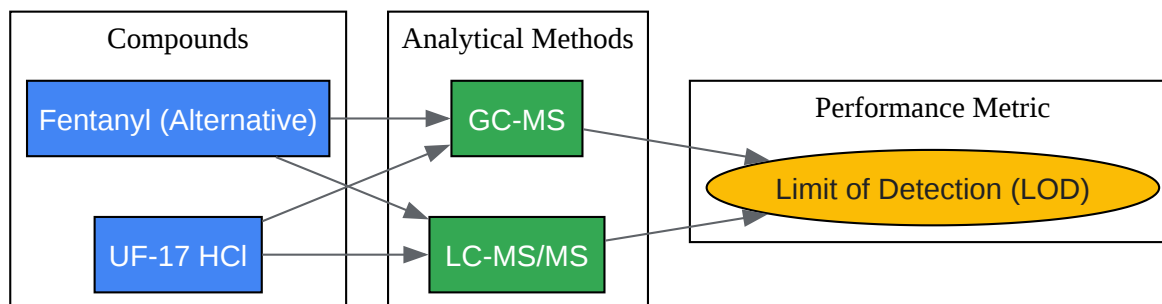 Compounds
Fentanyl (Alternative)
UF-17 HCl
Analytical Methods
GC-MS
LC-MS/MS
Performance Metric
Limit of Detection (LOD)